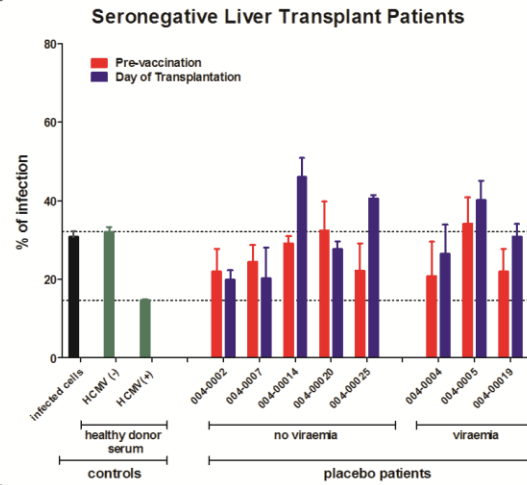 Seronegative Liver Transplant Patients
80
Pre-vaccination
Day of Transplantation
60
% of infection
40
20
0
infected cells
HCMV (-)
HCMV(+)
004-0002
004-0007
004-00014
004-00020
004-00025
004-0004
004-0005
004-00019
healthy donor
serum
no viraemia
viraemia
controls
placebo patients